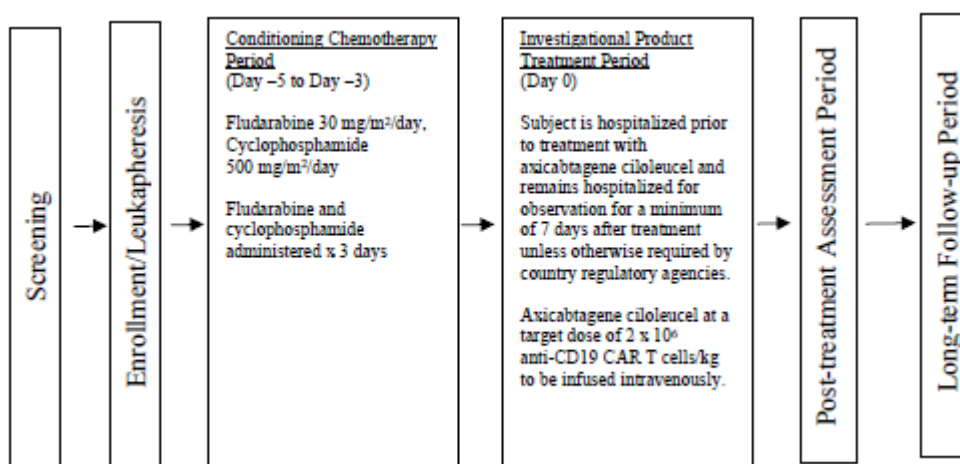 Screening
Enrollment/Leukapheresis
Conditioning Chemotherapy
Period
(Day –5 to Day –3)
Fludarabine 30 mg/m²/day,
Cyclophosphamide
500 mg/m²/day
Fludarabine and
cyclophosphamide
administered x 3 days
Investigational Product
Treatment Period
(Day 0)
Subject is hospitalized prior
to treatment with
axicabtagene ciloleucel and
remains hospitalized for
observation for a minimum
of 7 days after treatment
unless otherwise required by
country regulatory agencies.
Axicabtagene ciloleucel at a
target dose of 2 x 10⁶
anti-CD19 CAR T cells/kg
to be infused intravenously.
Post-treatment Assessment Period
Long-term Follow-up Period